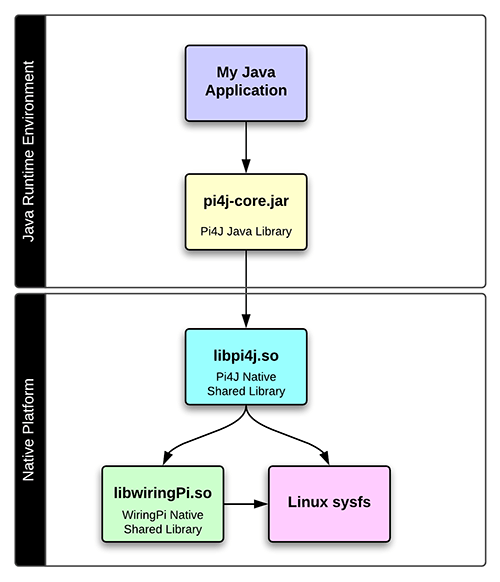 Java Runtime Environment
My Java
Application
pi4j-core.jar
Pi4J Java Library
Native Platform
libpi4j.so
Pi4J Native
Shared Library
libwiringPi.so
WiringPi Native
Shared Library
Linux sysfs